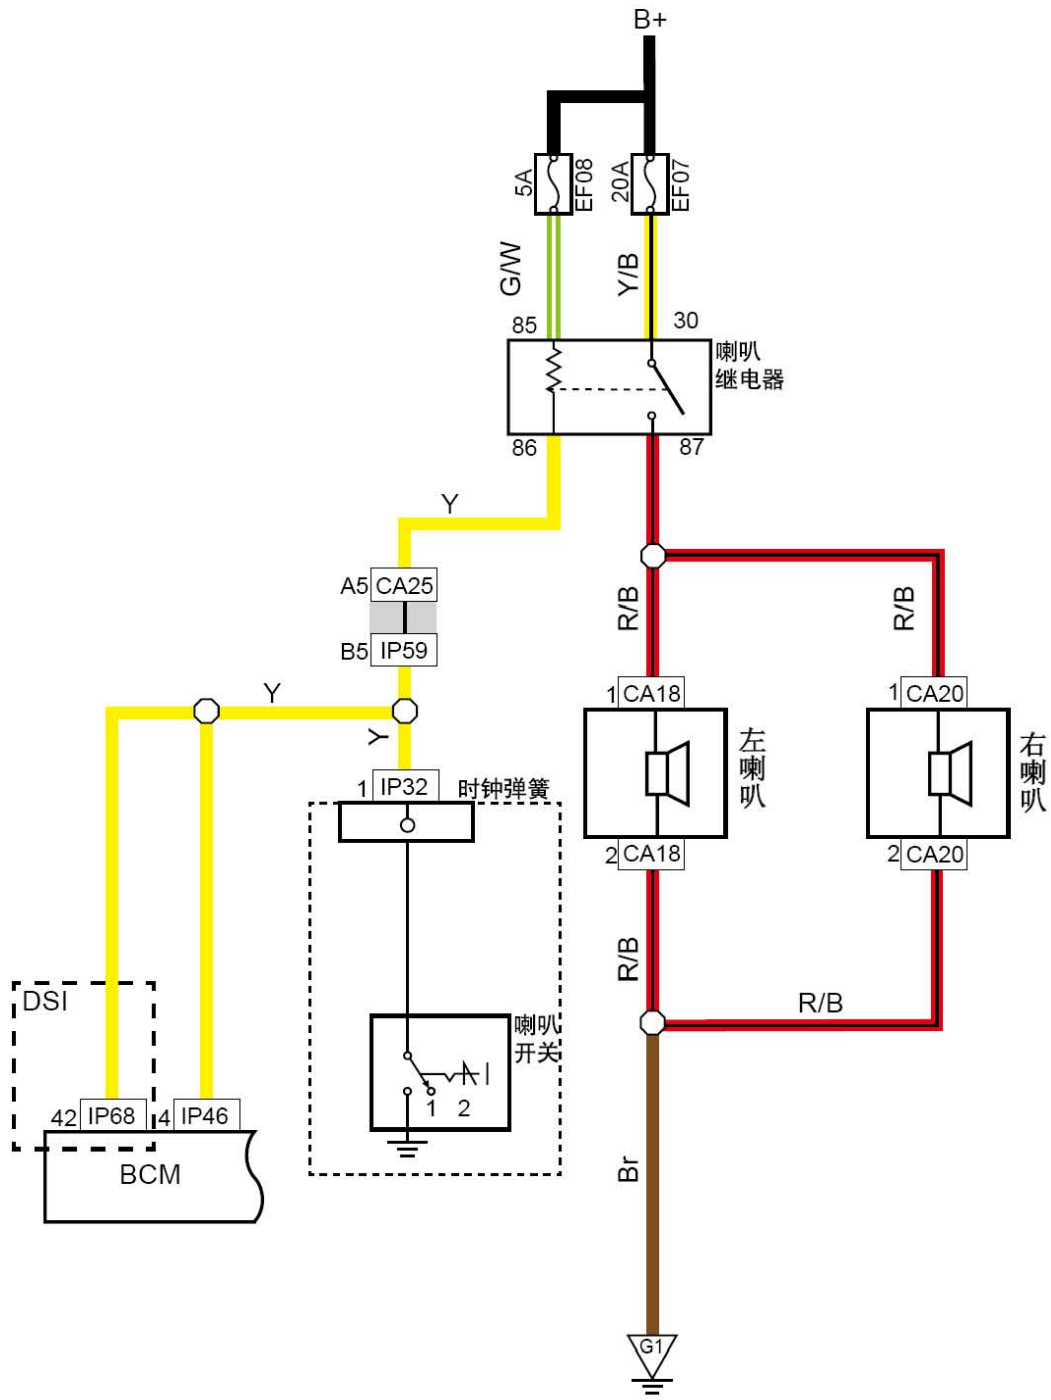 B+
5A
EF08
20A
EF07
G/W
Y/B
85
30
喇叭
继电器
86
87
Y
A5 CA25
B5 IP59
R/B
R/B
Y
Y
1 CA18
1 CA20
左喇叭
右喇叭
1 IP32
时钟弹簧
2 CA18
2 CA20
R/B
R/B
DSI
喇叭
开关
1 2
42 IP68
4 IP46
BCM
Br
G1